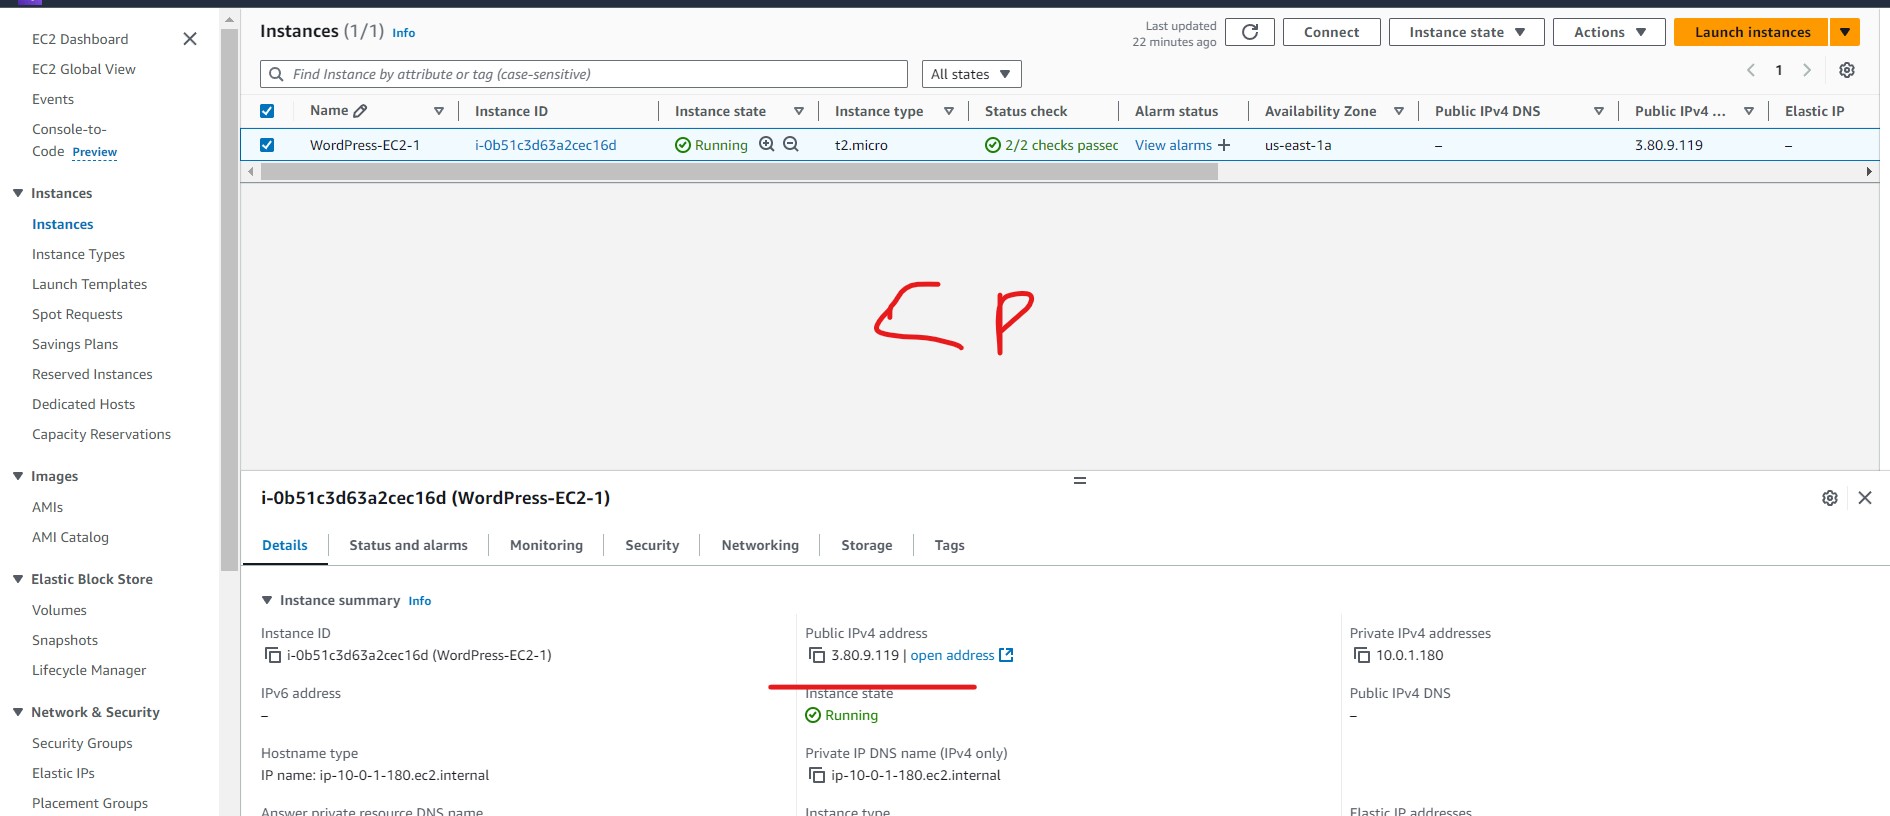 EC2 Dashboard
EC2 Global View
Events
Console-to-
Code Preview
Instances
Instances
Instance Types
Launch Templates
Spot Requests
Savings Plans
Reserved Instances
Dedicated Hosts
Capacity Reservations
Images
AMIs
AMI Catalog
Elastic Block Store
Volumes
Snapshots
Lifecycle Manager
Network & Security
Security Groups
Elastic IPs
Placement Groups
Instances (1/1) Info
Last updated
22 minutes ago
Connect Instance state Actions Launch instances
Find Instance by attribute or tag (case-sensitive) All states 1
Name Instance ID Instance state Instance type Status check Alarm status Availability Zone Public IPv4 DNS Public IPv4 ... Elastic IP
WordPress-EC2-1 i-0b51c3d63a2cec16d Running t2.micro 2/2 checks passec View alarms + us-east-1a – 3.80.9.119 –
P
i-0b51c3d63a2cec16d (WordPress-EC2-1)
Details Status and alarms Monitoring Security Networking Storage Tags
Instance summary Info
Instance ID Public IPv4 address Private IPv4 addresses
i-0b51c3d63a2cec16d (WordPress-EC2-1) 3.80.9.119 | open address 10.0.1.180
IPv6 address Instance state Public IPv4 DNS
– Running –
Hostname type Private IP DNS name (IPv4 only)
IP name: ip-10-0-1-180.ec2.internal ip-10-0-1-180.ec2.internal
Answer private resource DNS name Instance type Elastic IP addresses